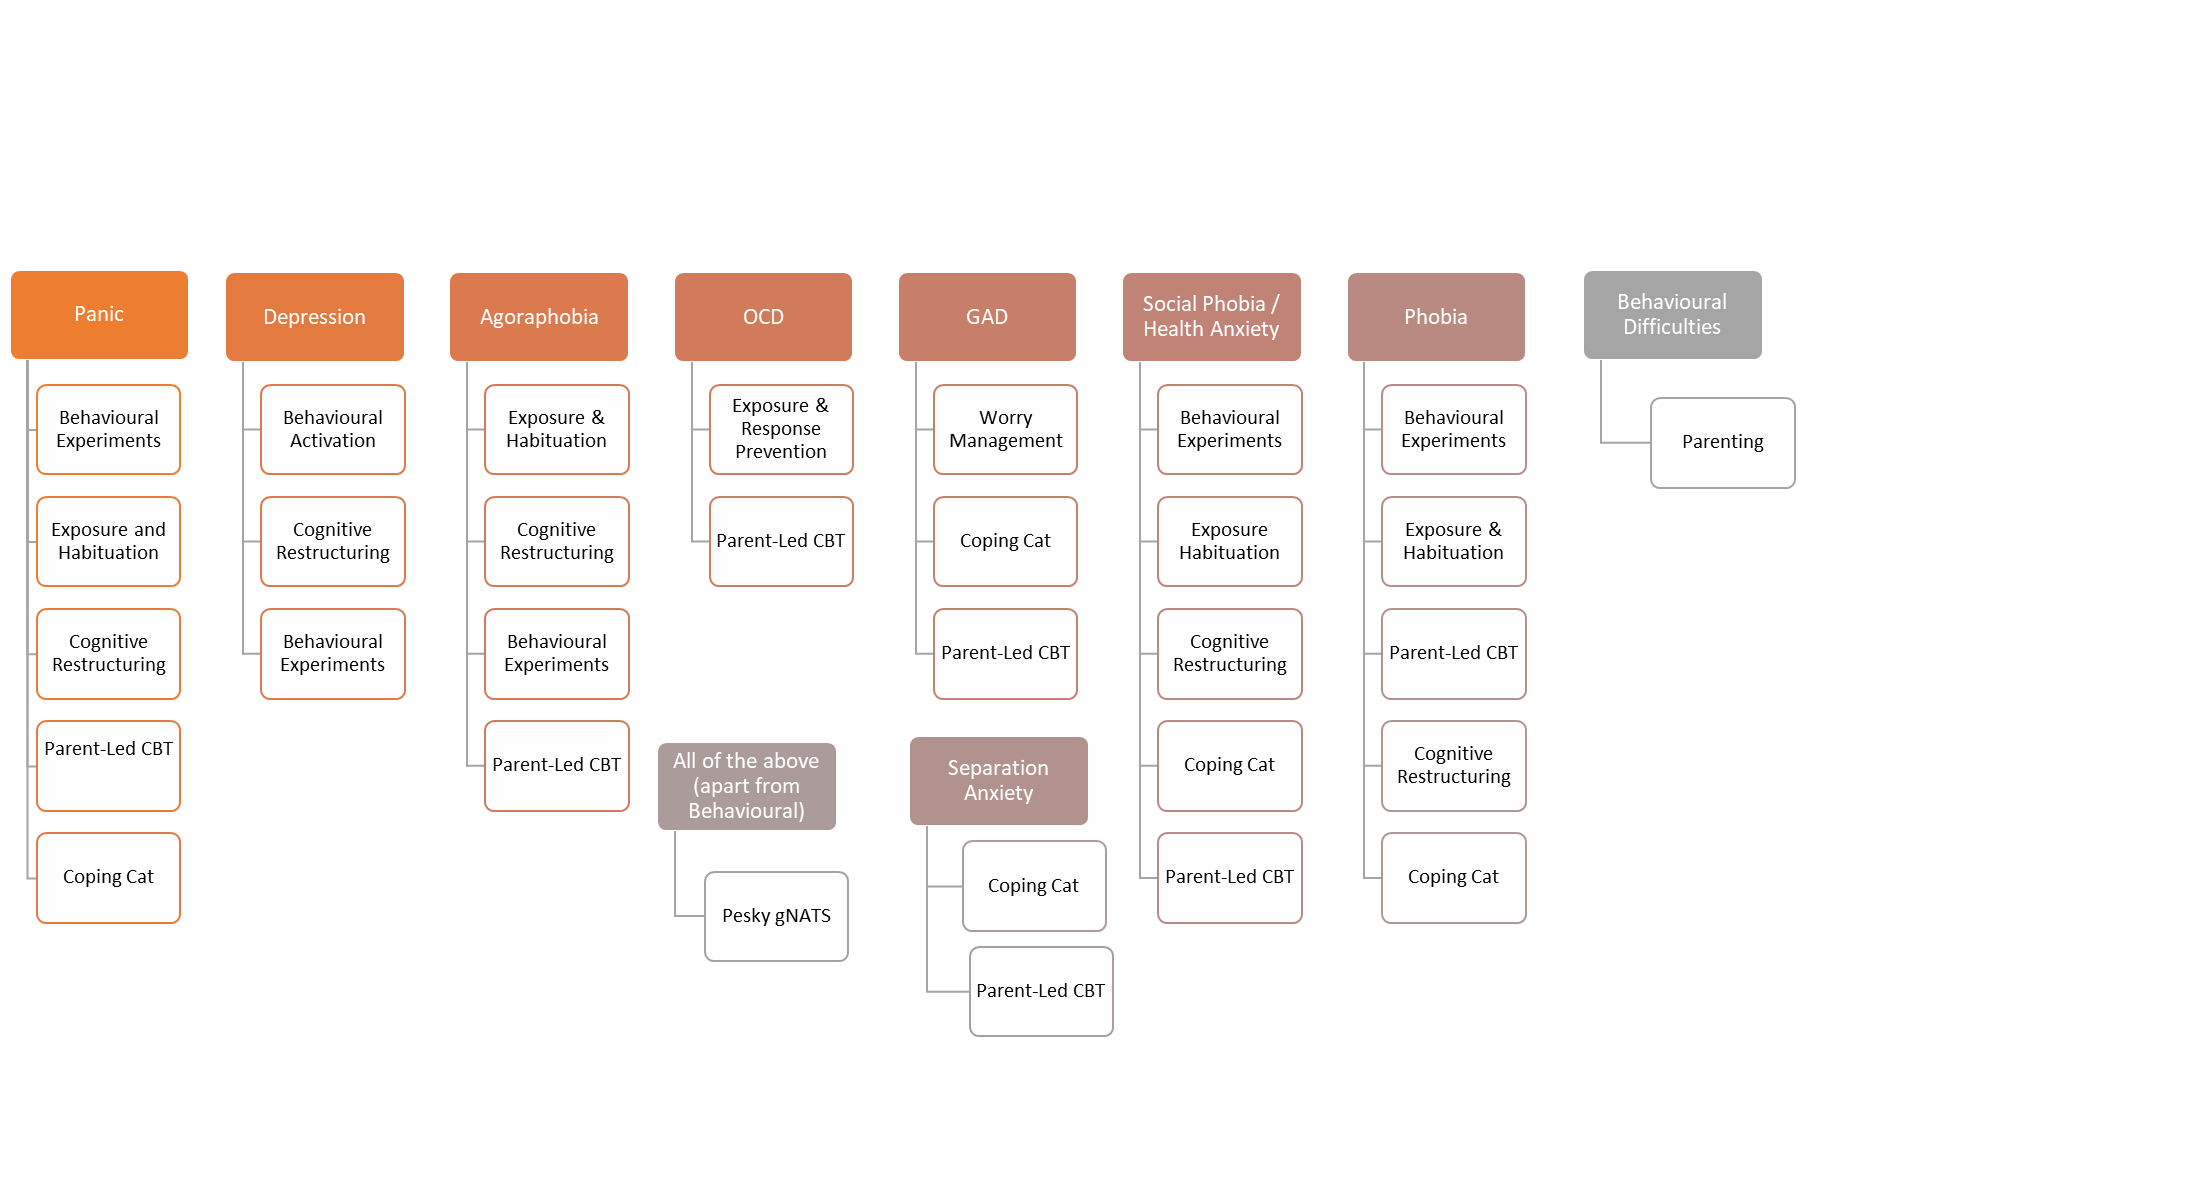 Panic
Behavioural
Experiments
Exposure and
Habituation
Cognitive
Restructuring
Parent-Led CBT
Coping Cat
Depression
Behavioural
Activation
Cognitive
Restructuring
Behavioural
Experiments
Agoraphobia
Exposure &
Habituation
Cognitive
Restructuring
Behavioural
Experiments
Parent-Led CBT
OCD
Exposure &
Response
Prevention
Parent-Led CBT
All of the above
(apart from
Behavioural)
Pesky gNATS
GAD
Worry
Management
Coping Cat
Parent-Led CBT
Separation
Anxiety
Coping Cat
Parent-Led CBT
Social Phobia /
Health Anxiety
Behavioural
Experiments
Exposure
Habituation
Cognitive
Restructuring
Coping Cat
Parent-Led CBT
Phobia
Behavioural
Experiments
Exposure &
Habituation
Parent-Led CBT
Cognitive
Restructuring
Coping Cat
Behavioural
Difficulties
Parenting